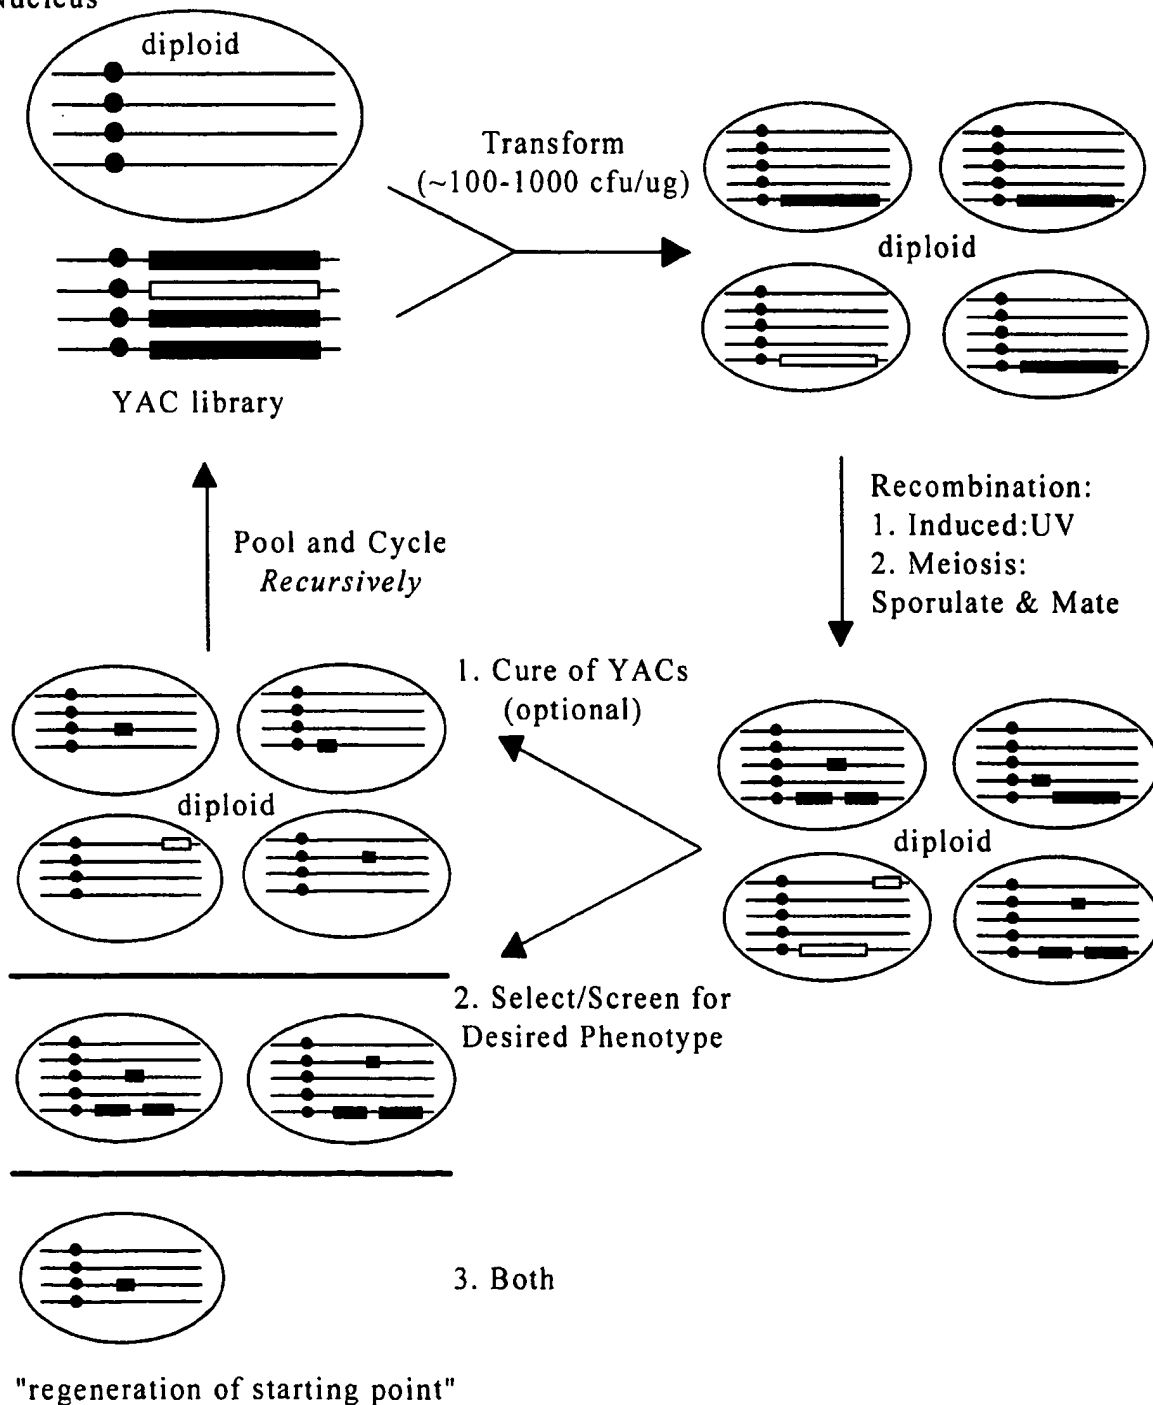 Nucleus
diploid
Transform
(~100-1000 cfu/ug)
diploid
YAC library
Recombination:
1. Induced:UV
2. Meiosis:
Sporulate & Mate
Pool and Cycle
Recursively
1. Cure of YACs
(optional)
diploid
diploid
2. Select/Screen for
Desired Phenotype
3. Both
"regeneration of starting point"